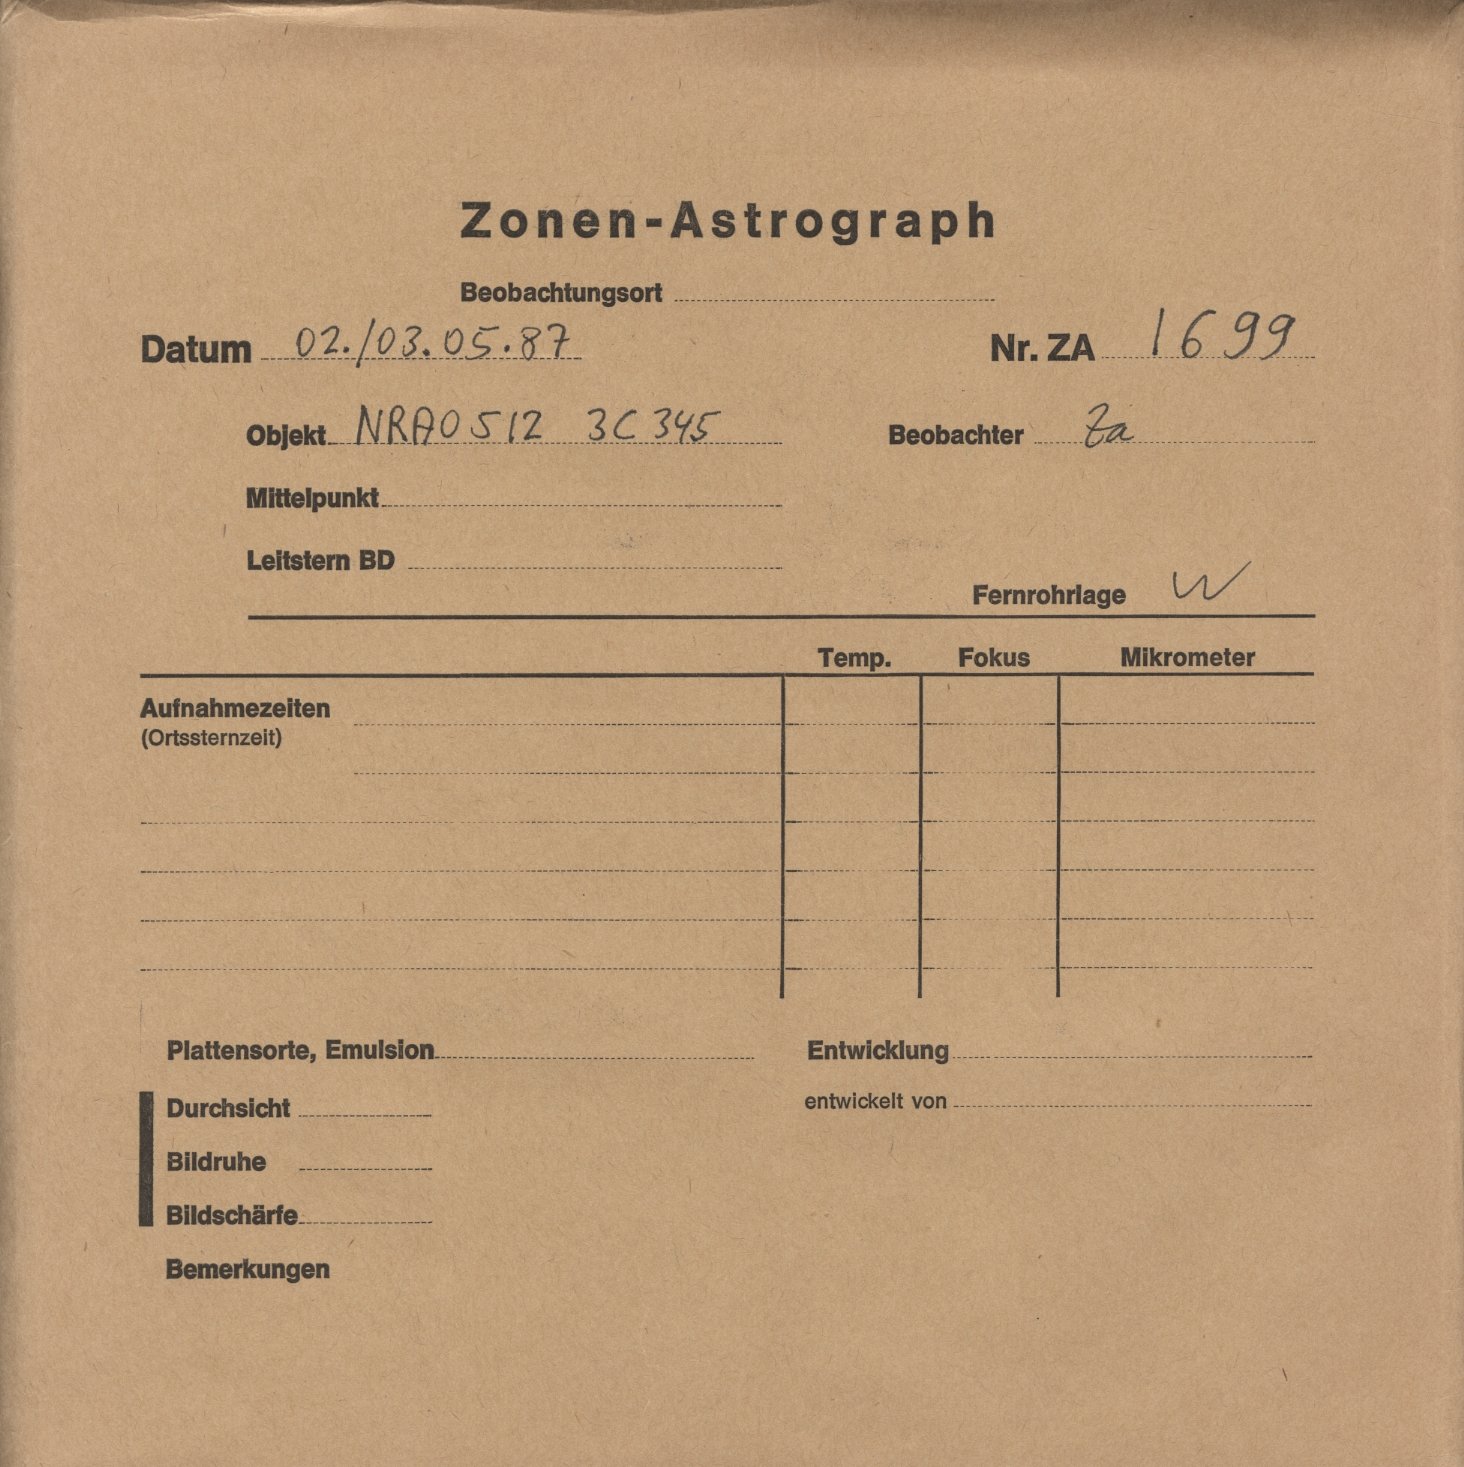 Zonen-Astrograph
Beobachtungsort
Datum 02./03.05.87 Nr. ZA 1699
Objekt NRAO 512 3C 345 Beobachter Za
Mittelpunkt
Leitstern BD
Fernrohrlage W
Temp. Fokus Mikrometer
Aufnahmezeiten
(Ortssternzeit)
Plattensorte, Emulsion Entwicklung
Durchsicht entwickelt von
Bildruhe
Bildschärfe
Bemerkungen